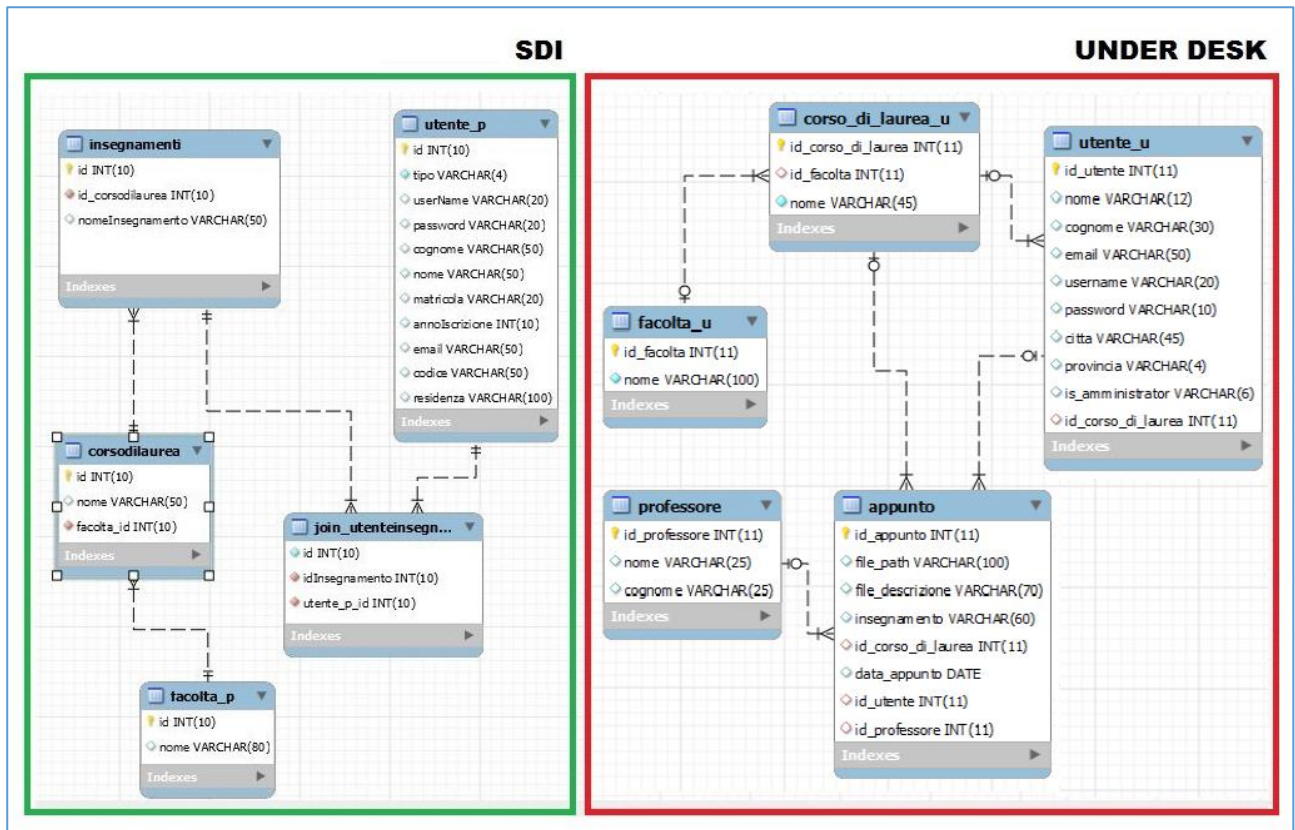 SDI
insegnamenti
id INT(10)
id_corsodilaurea INT(10)
nomeInsegnamento VARCHAR(50)
Indexes
utente_p
id INT(10)
tipo VARCHAR(4)
userName VARCHAR(20)
password VARCHAR(20)
cognome VARCHAR(50)
nome VARCHAR(50)
matricola VARCHAR(20)
annoIscrizione INT(10)
email VARCHAR(50)
codice VARCHAR(50)
residenza VARCHAR(100)
Indexes
corsodilaurea
id INT(10)
nome VARCHAR(50)
facolta_id INT(10)
Indexes
join_utenteinsegn...
id INT(10)
idInsegnamento INT(10)
utente_p_id INT(10)
Indexes
facolta_p
id INT(10)
nome VARCHAR(80)
Indexes
UNDER DESK
corso_di_laurea_u
id_corso_di_laurea INT(11)
id_facolta INT(11)
nome VARCHAR(45)
Indexes
utente_u
id_utente INT(11)
nome VARCHAR(12)
cognome VARCHAR(30)
email VARCHAR(50)
username VARCHAR(20)
password VARCHAR(10)
citta VARCHAR(45)
provincia VARCHAR(4)
is_amministrator VARCHAR(6)
id_corso_di_laurea INT(11)
Indexes
facolta_u
id_facolta INT(11)
nome VARCHAR(100)
Indexes
professore
id_professore INT(11)
nome VARCHAR(25)
cognome VARCHAR(25)
Indexes
appunto
id_appunto INT(11)
file_path VARCHAR(100)
file_descrizione VARCHAR(70)
insegnamento VARCHAR(60)
id_corso_di_laurea INT(11)
data_appunto DATE
id_utente INT(11)
id_professore INT(11)
Indexes